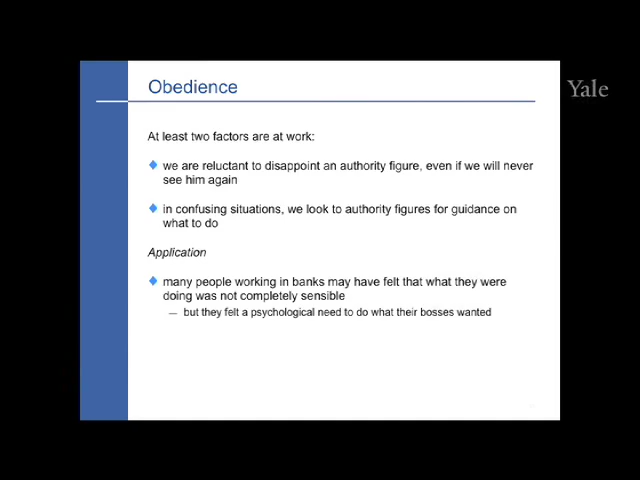 Obedience
Yale
At least two factors are at work:
we are reluctant to disappoint an authority figure, even if we will never
see him again
in confusing situations, we look to authority figures for guidance on
what to do
Application
many people working in banks may have felt that what they were
doing was not completely sensible
— but they felt a psychological need to do what their bosses wanted